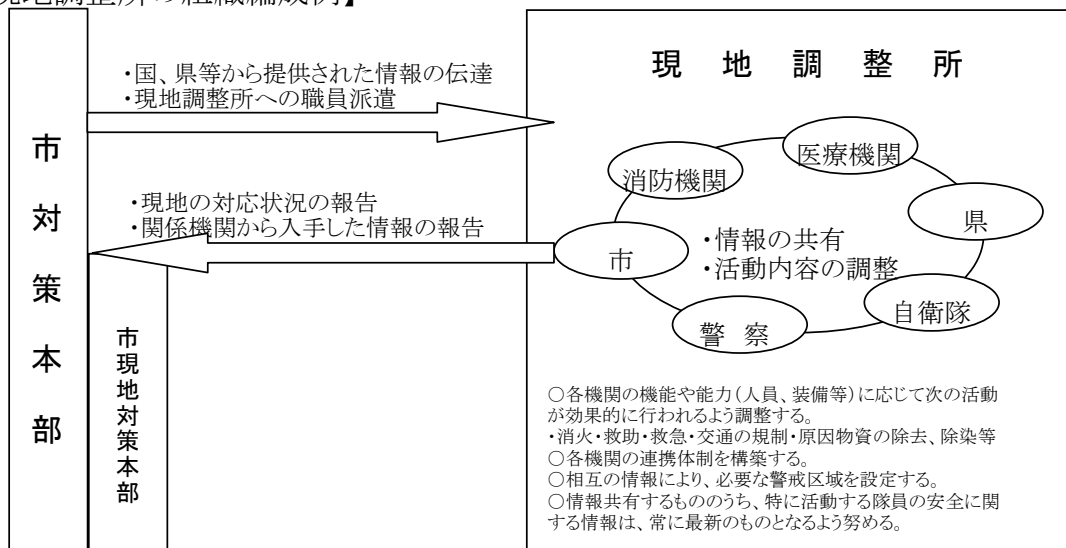 現地調整所の組織編成例】
市対策本部
・国、県等から提供された情報の伝達
・現地調整所への職員派遣
・現地の対応状況の報告
・関係機関から入手した情報の報告
市現地対策本部
現 地 調 整 所
医療機関
消防機関
県
・情報の共有
市
・活動内容の調整
自衛隊
警 察
○各機関の機能や能力(人員、装備等)に応じて次の活動
が効果的に行われるよう調整する。
・消火・救助・救急・交通の規制・原因物資の除去、除染等
○各機関の連携体制を構築する。
○相互の情報により、必要な警戒区域を設定する。
○情報共有するもののうち、特に活動する隊員の安全に関
する情報は、常に最新のものとなるよう努める。